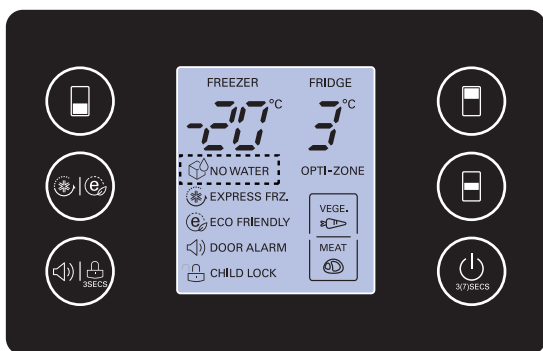 FREEZER FRIDGE
-20°C 3°C
NO WATER OPTI-ZONE
EXPRESS FRZ.
e ECO FRIENDLY
DOOR ALARM
CHILD LOCK
VEGE.
MEAT
e
3SECS
3(7)SECS